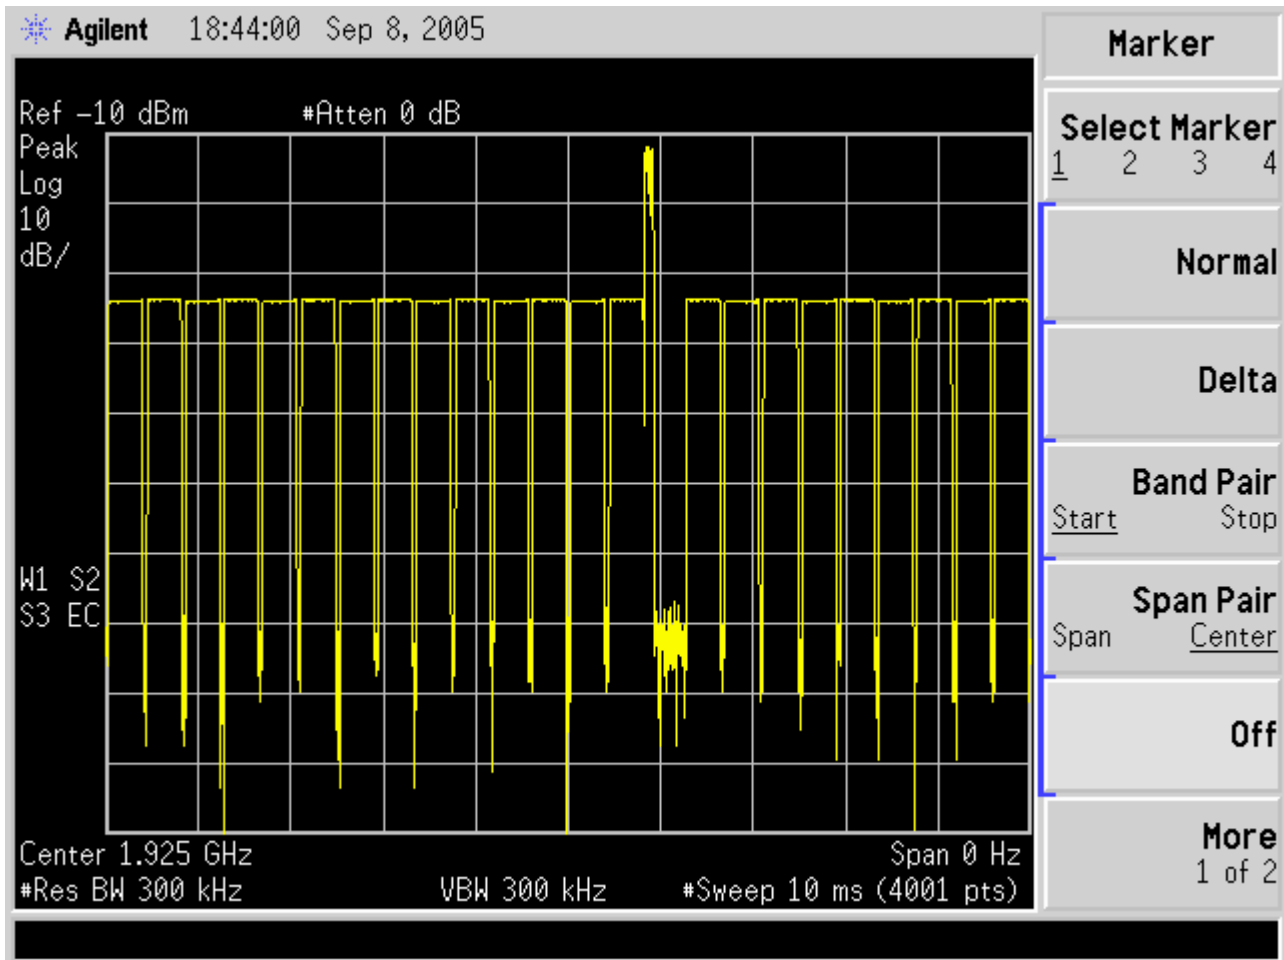 Agilent 18:44:00 Sep 8, 2005
Ref -10 dBm #Atten 0 dB
Peak
Log
10
dB/
W1 S2
S3 EC
Center 1.925 GHz Span 0 Hz
#Res BW 300 kHz VBW 300 kHz #Sweep 10 ms (4001 pts)
Marker
Select Marker
1 2 3 4
Normal
Delta
Band Pair
Start Stop
Span Pair
Span Center
Off
More
1 of 2